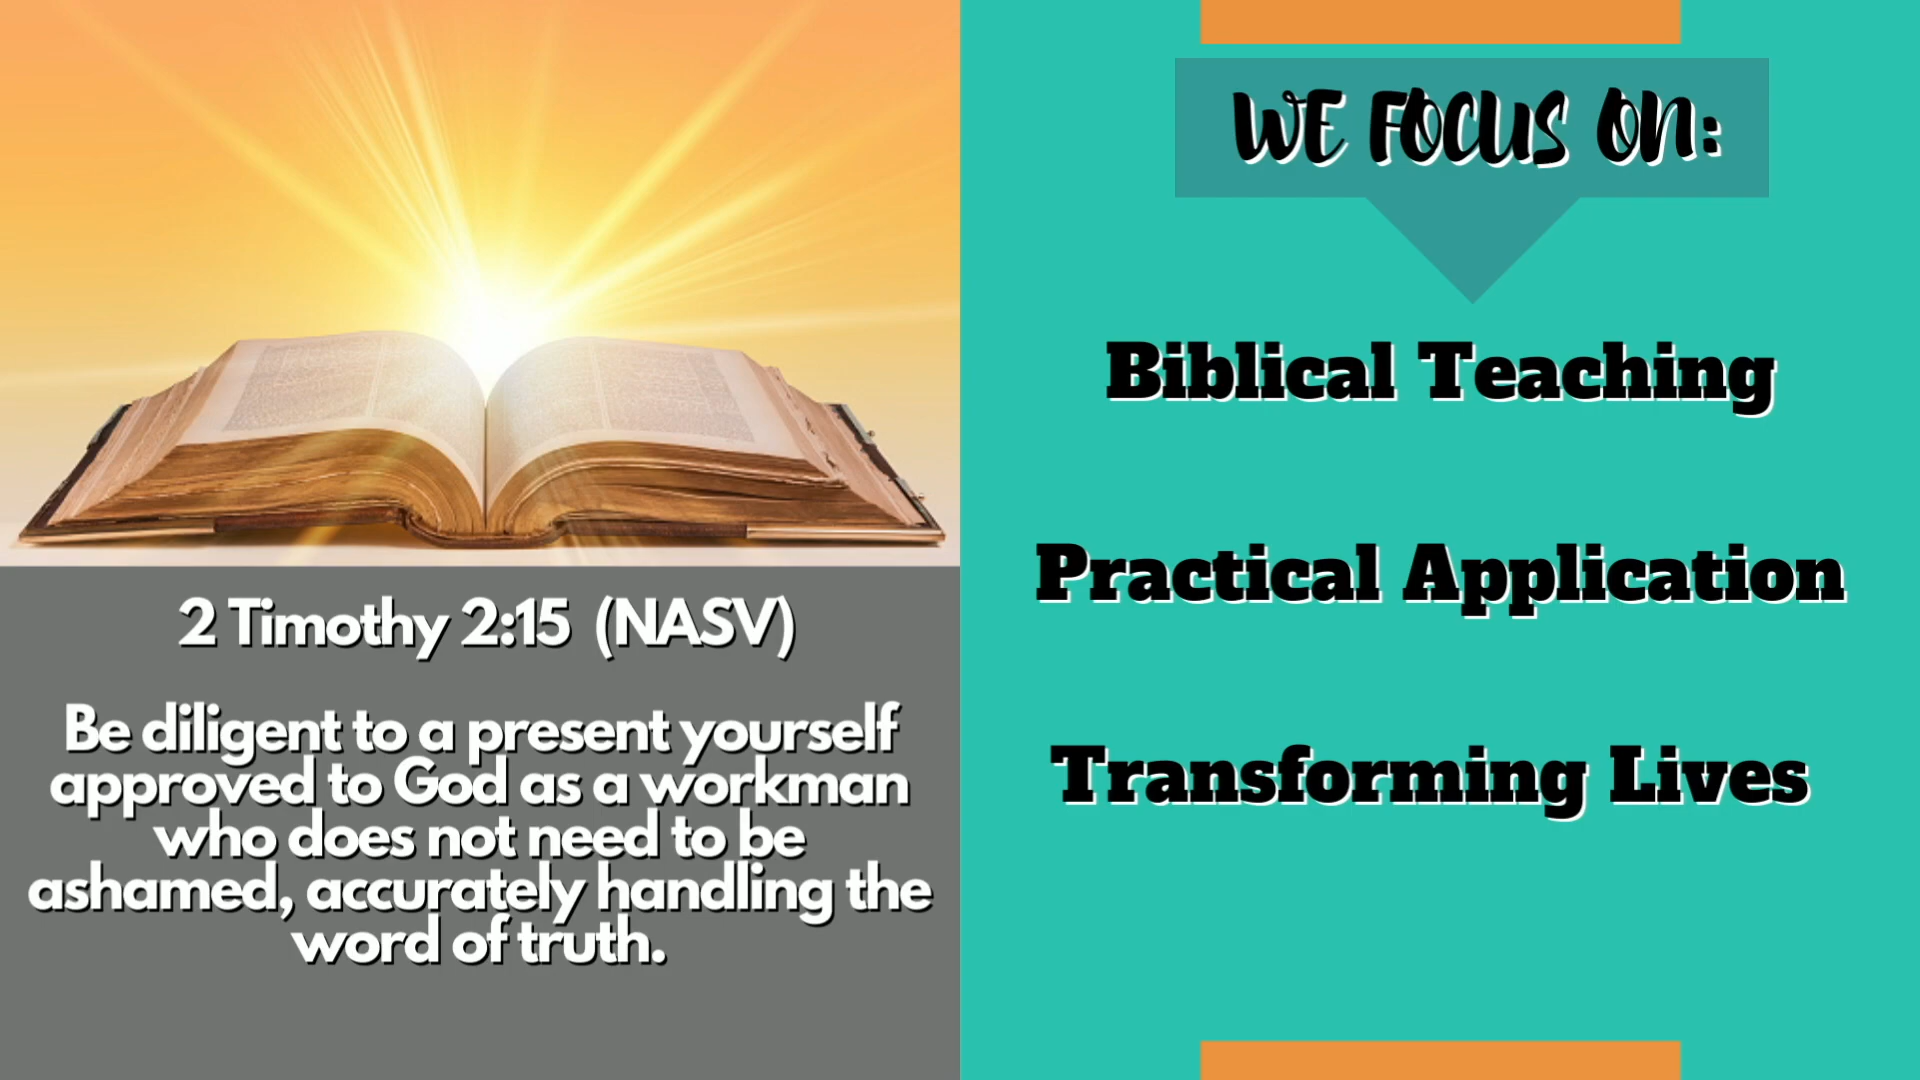 2 Timothy 2:15 (NASV)
Be diligent to a present yourself
approved to God as a workman
who does not need to be
ashamed, accurately handling the
word of truth.
WE FOCUS ON:
Biblical Teaching
Practical Application
Transforming Lives